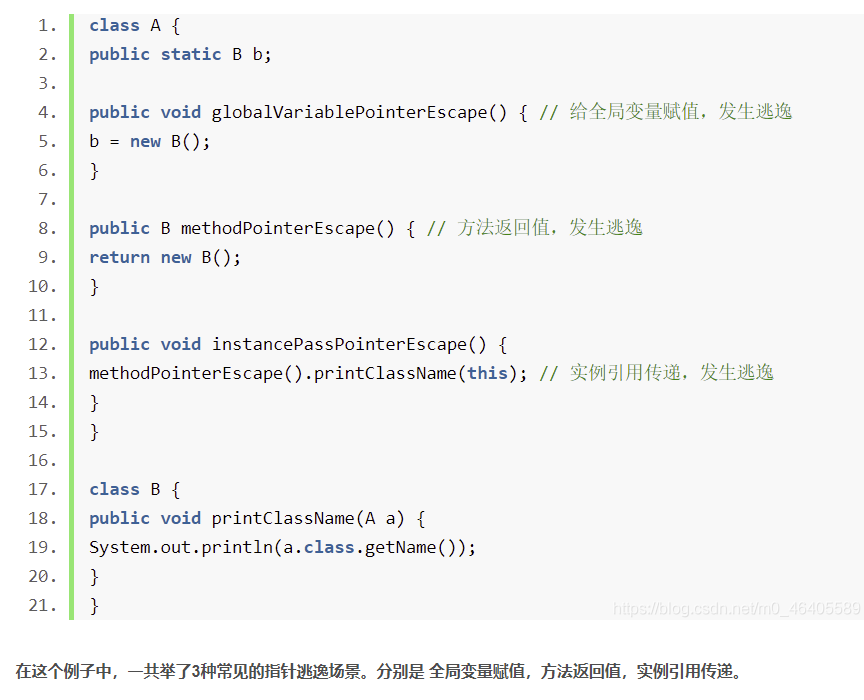 1. class A {
2. public static B b;
3.
4. public void globalVariablePointerEscape() { // 给全局变量赋值，发生逃逸
5. b = new B();
6. }
7.
8. public B methodPointerEscape() { // 方法返回值，发生逃逸
9. return new B();
10. }
11.
12. public void instancePassPointerEscape() {
13. methodPointerEscape().printClassName(this); // 实例引用传递，发生逃逸
14. }
15. }
16.
17. class B {
18. public void printClassName(A a) {
19. System.out.println(a.class.getName());
20. }
21. }
https://blog.csdn.net/m0_46405589
在这个例子中，一共举了3种常见的指针逃逸场景。分别是 全局变量赋值，方法返回值，实例引用传递。